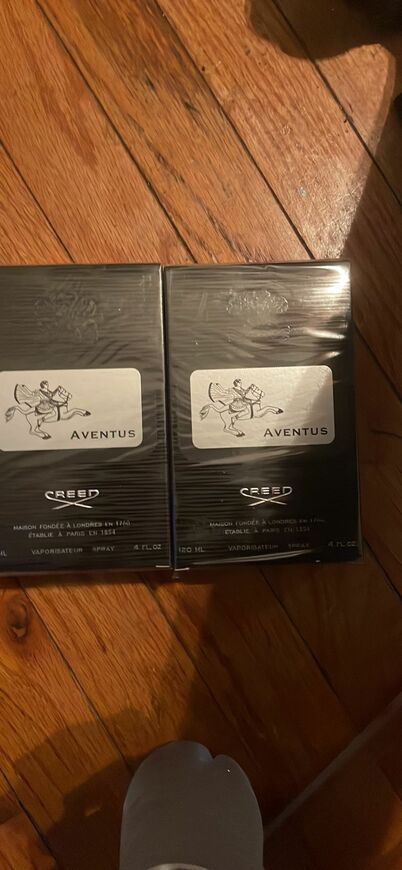 AVENTUS
CREED
MAISON FONDÉE À LONDRES EN 1760
ÉTABLIE À PARIS EN 1854
ML VAPORISATEUR SPRAY 4 FL.OZ
AVENTUS
CREED
MAISON FONDÉE À LONDRES EN 1760
ÉTABLIE À PARIS EN 1854
120 ML VAPORISATEUR SPRAY 4 FL.OZ